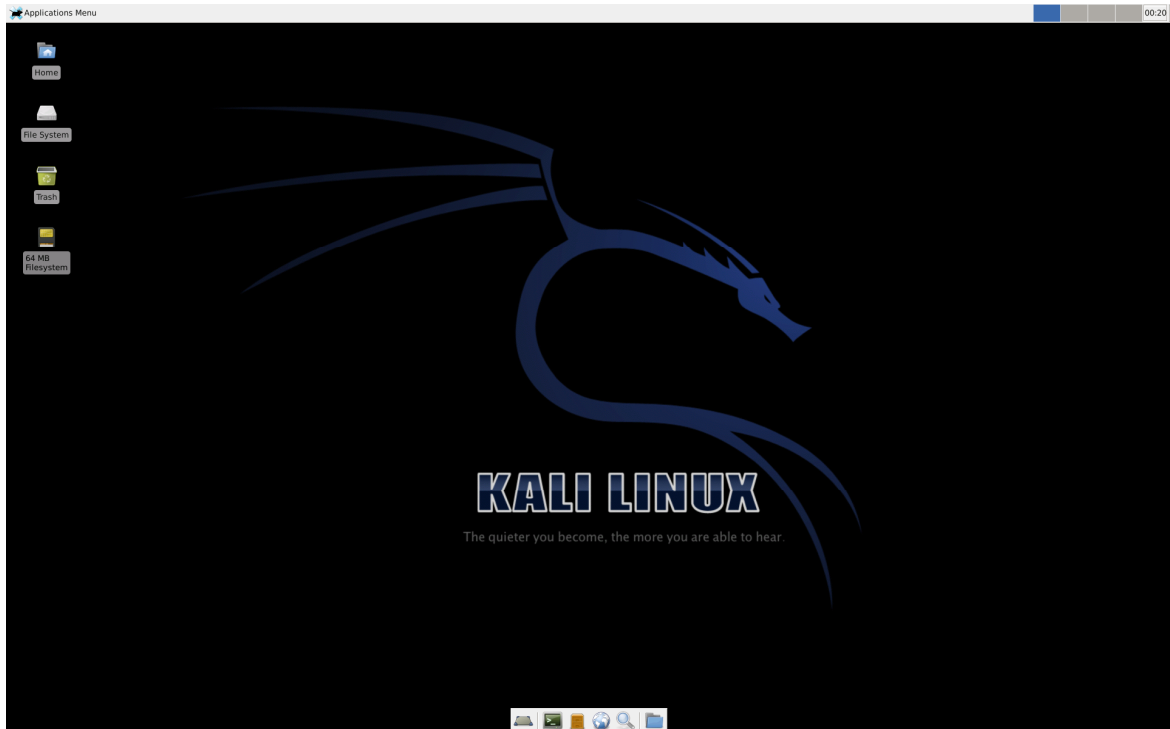 Applications Menu
00:20
Home
File System
Trash
64 MB
Filesystem
KALI LINUX
The quieter you become, the more you are able to hear.